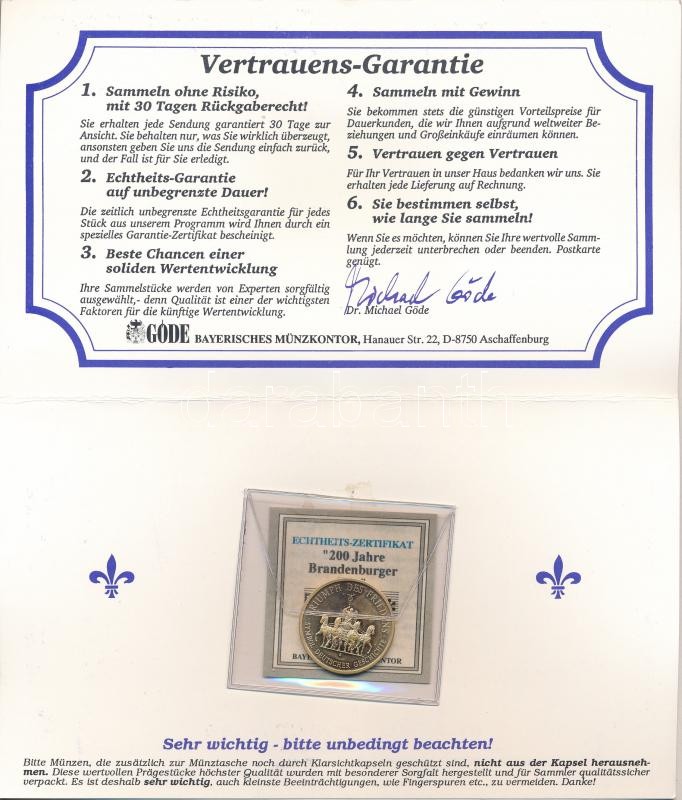 Vertrauens-Garantie
1. Sammeln ohne Risiko,
mit 30 Tagen Rückgaberecht!
Sie erhalten jede Sendung garantiert 30 Tage zur
Ansicht. Sie behalten nur, was Sie wirklich überzeugt,
ansonsten geben Sie uns die Sendung einfach zurück,
und der Fall ist für Sie erledigt.
2. Echtheits-Garantie
auf unbegrenzte Dauer!
Die zeitlich unbegrenzte Echtheitsgarantie für jedes
Stück aus unserem Programm wird Ihnen durch ein
spezielles Garantie-Zertifikat bescheinigt.
3. Beste Chancen einer
soliden Wertentwicklung
Ihre Sammelstücke werden von Experten sorgfältig
ausgewählt,- denn Qualität ist einer der wichtigsten
Faktoren für die künftige Wertentwicklung.
4. Sammeln mit Gewinn
Sie bekommen stets die günstigen Vorteilspreise für
Dauerkunden, die wir Ihnen aufgrund weltweiter Be-
ziehungen und Großeinkäufe einräumen können.
5. Vertrauen gegen Vertrauen
Für Ihr Vertrauen in unser Haus bedanken wir uns. Sie
erhalten jede Lieferung auf Rechnung.
6. Sie bestimmen selbst,
wie lange Sie sammeln!
Wenn Sie es möchten, können Sie Ihre wertvolle Samm-
lung jederzeit unterbrechen oder beenden. Postkarte
genügt.
Michael Göde
Dr. Michael Göde
GÖDE BAYERISCHES MÜNZKONTOR, Hanauer Str. 22, D-8750 Aschaffenburg
darabanth
ECHTHEITS-ZERTIFIKAT
"200 Jahre
Brandenburger
TRIUMPH DES FRIEDENS
SYMBOL DEUTSCHER GESCHICHTE
BAY
NTOR
Sehr wichtig - bitte unbedingt beachten!
Bitte Münzen, die zusätzlich zur Münztasche noch durch Klarsichtkapseln geschützt sind, nicht aus der Kapsel herausneh-
men. Diese wertvollen Prägestücke höchster Qualität wurden mit besonderer Sorgfalt hergestellt und für Sammler qualitätssicher
verpackt. Es ist deshalb sehr wichtig, auch kleinste Beeinträchtigungen, wie Fingerspuren etc., zu vermeiden. Danke!